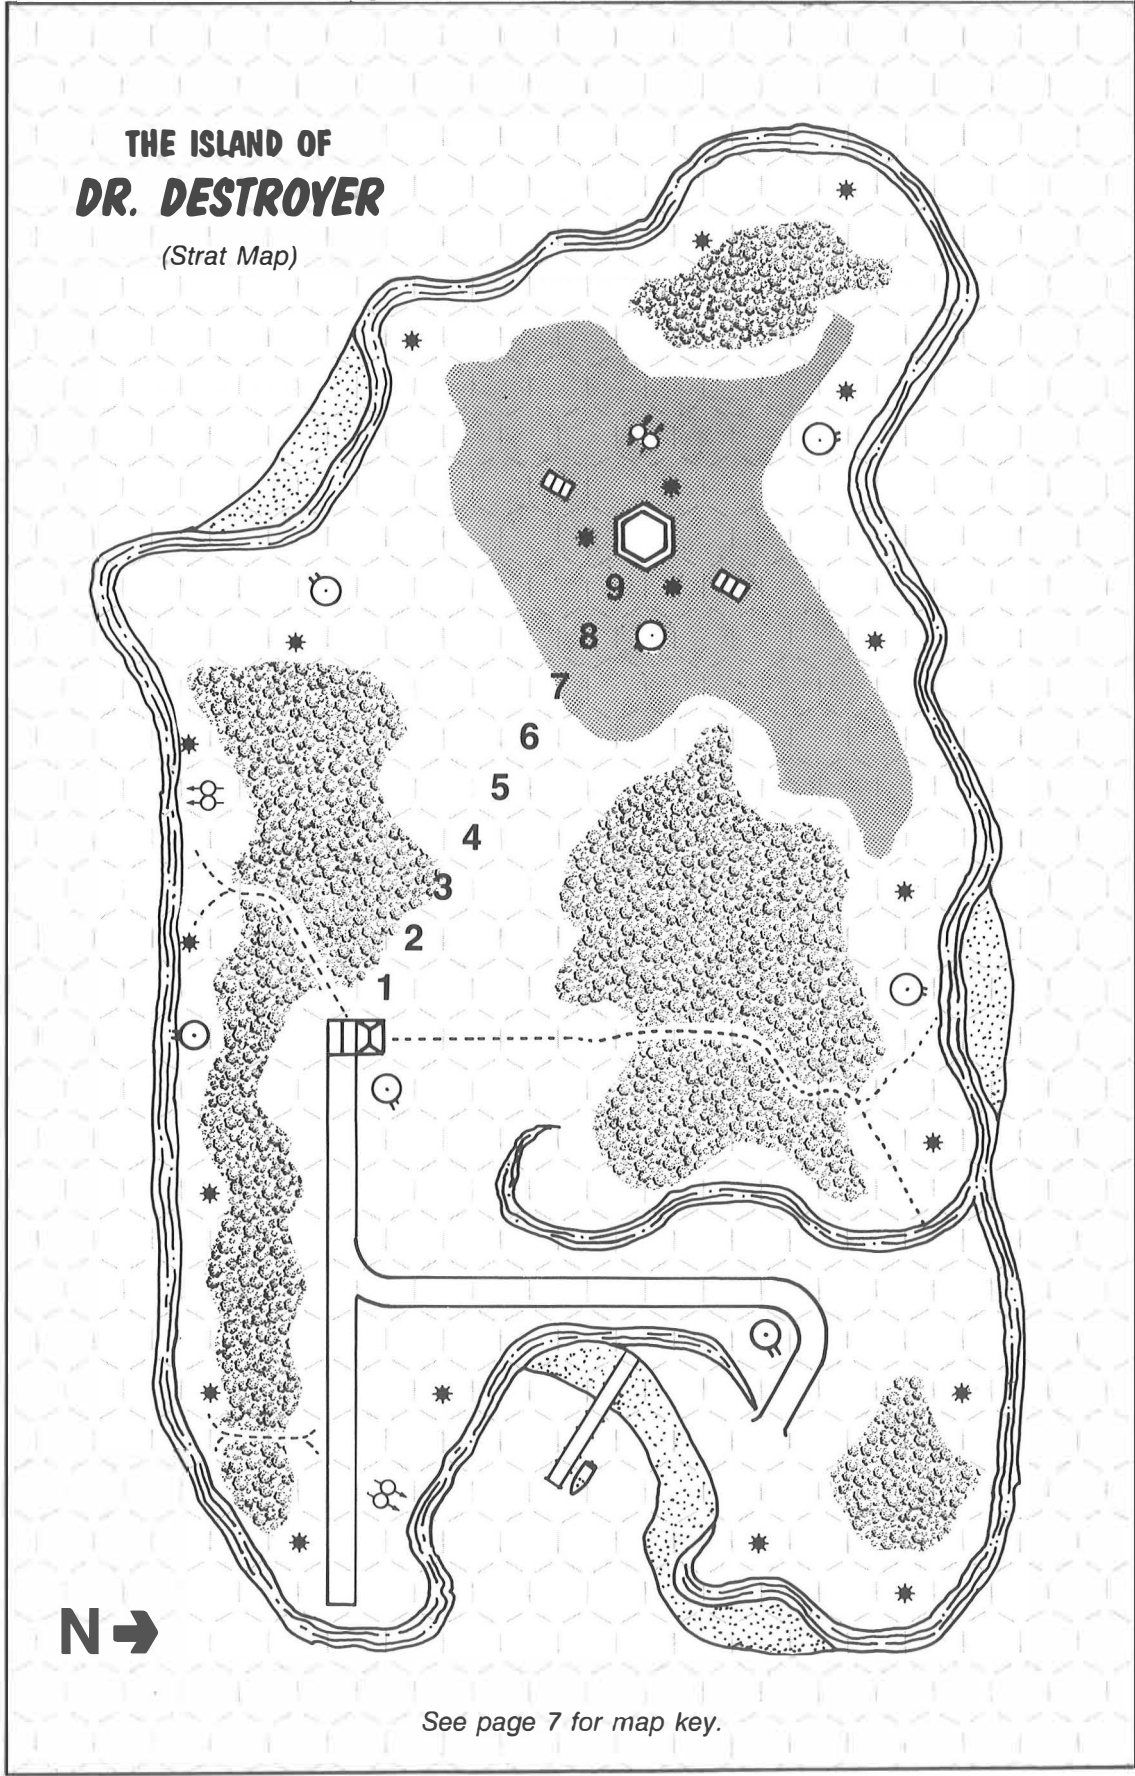 THE ISLAND OF
DR. DESTROYER
(Strat Map)
9
8
7
6
5
4
3
2
1
N
See page 7 for map key.